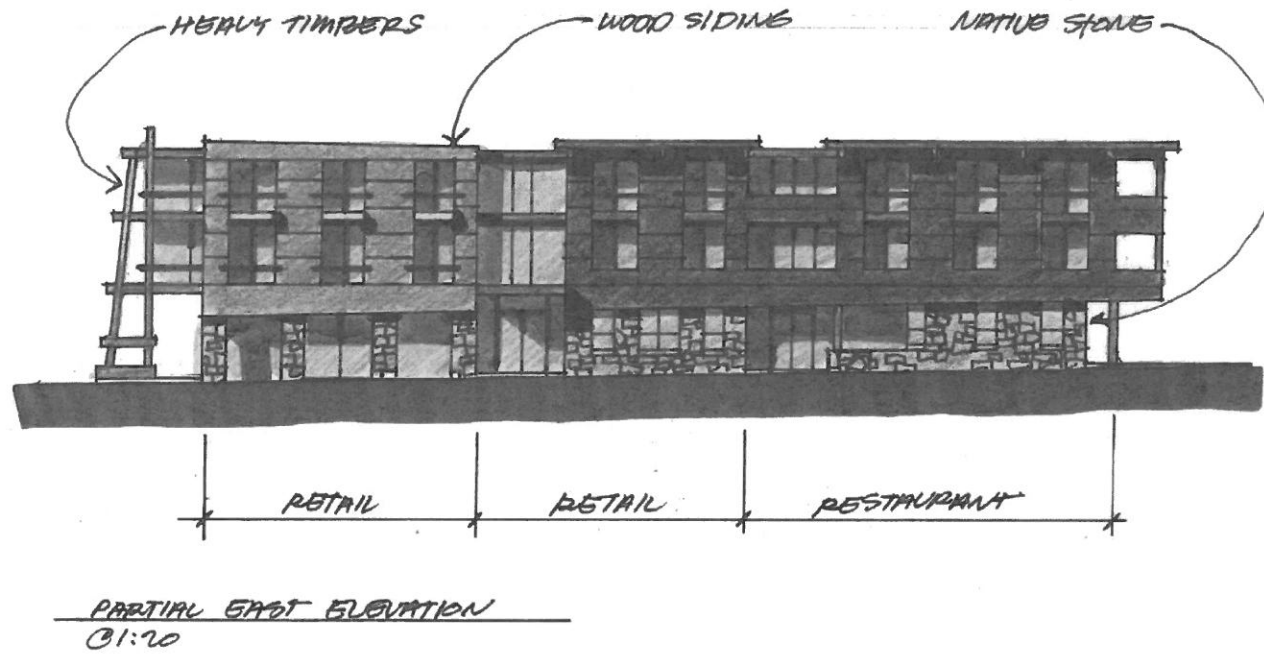 HEAVY TIMBERS
WOOD SIDING
NATIVE STONE
RETAIL
RETAIL
RESTAURANT
PARTIAL EAST ELEVATION
@1:20